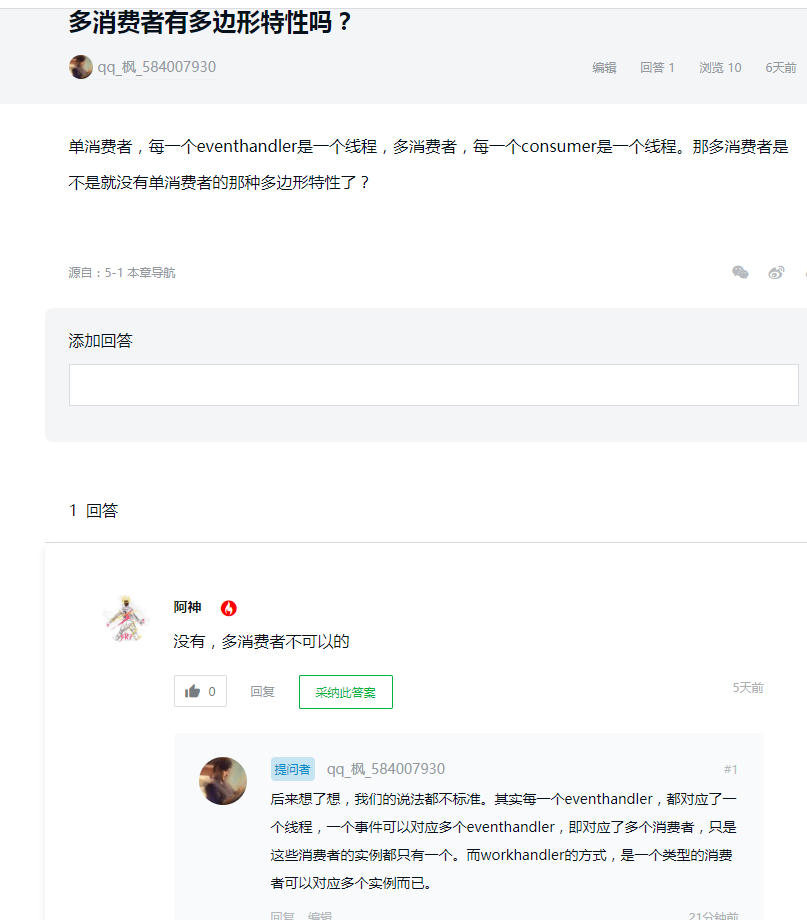 多消费者有多边形特性吗？
qq_枫_584007930 编辑 回答 1 浏览 10 6天前
单消费者，每一个eventhandler是一个线程，多消费者，每一个consumer是一个线程。那多消费者是
不是就没有单消费者的那种多边形特性了？
源自：5-1 本章导航
添加回答
1 回答
阿神
没有，多消费者不可以的
0 回复 采纳此答案 5天前
提问者 qq_枫_584007930 #1
后来想了想，我们的说法都不标准。其实每一个eventhandler，都对应了一
个线程，一个事件可以对应多个eventhandler，即对应了多个消费者，只是
这些消费者的实例都只有一个。而workhandler的方式，是一个类型的消费
者可以对应多个实例而已。
回复 编辑 21分钟前